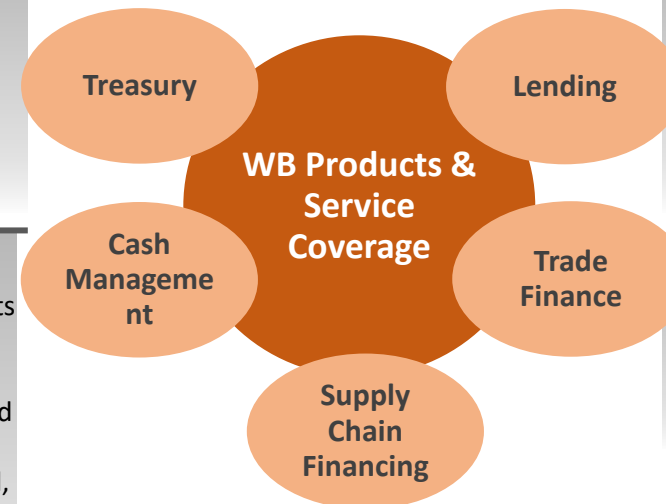 Treasury
Lending
WB Products &
Service
Coverage
Cash
Manageme
nt
Trade
Finance
Supply
Chain
Financing